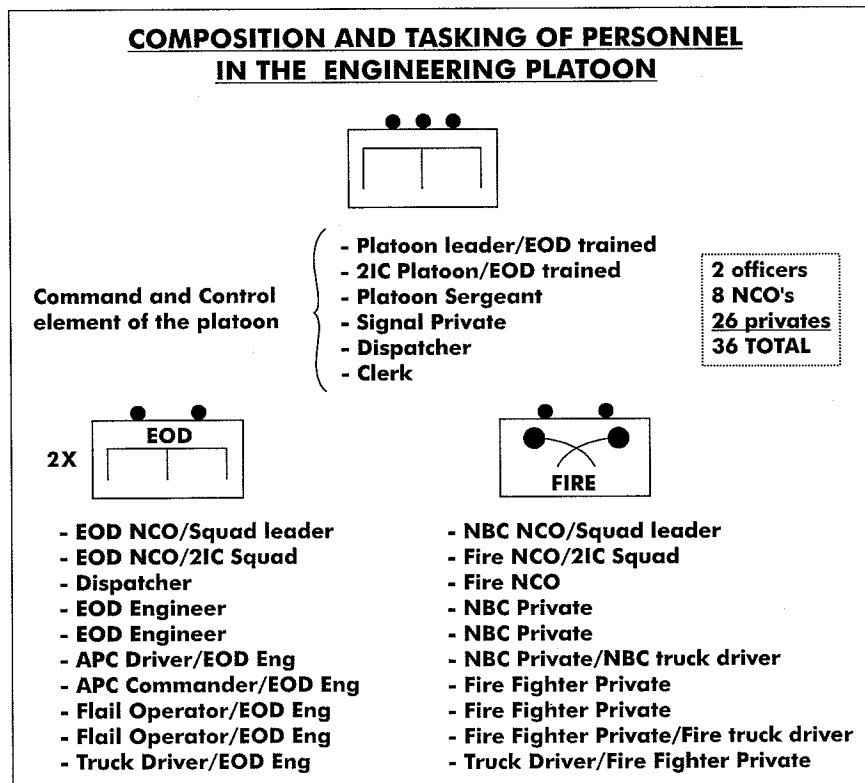 COMPOSITION AND TASKING OF PERSONNEL
IN THE ENGINEERING PLATOON
Command and Control
element of the platoon
- Platoon leader/EOD trained
- 2IC Platoon/EOD trained
- Platoon Sergeant
- Signal Private
- Dispatcher
- Clerk
2 officers
8 NCO's
26 privates
36 TOTAL
2X
EOD
- EOD NCO/Squad leader
- EOD NCO/2IC Squad
- Dispatcher
- EOD Engineer
- EOD Engineer
- APC Driver/EOD Eng
- APC Commander/EOD Eng
- Flail Operator/EOD Eng
- Flail Operator/EOD Eng
- Truck Driver/EOD Eng
FIRE
- NBC NCO/Squad leader
- Fire NCO/2IC Squad
- Fire NCO
- NBC Private
- NBC Private
- NBC Private/NBC truck driver
- Fire Fighter Private
- Fire Fighter Private
- Fire Fighter Private/Fire truck driver
- Truck Driver/Fire Fighter Private